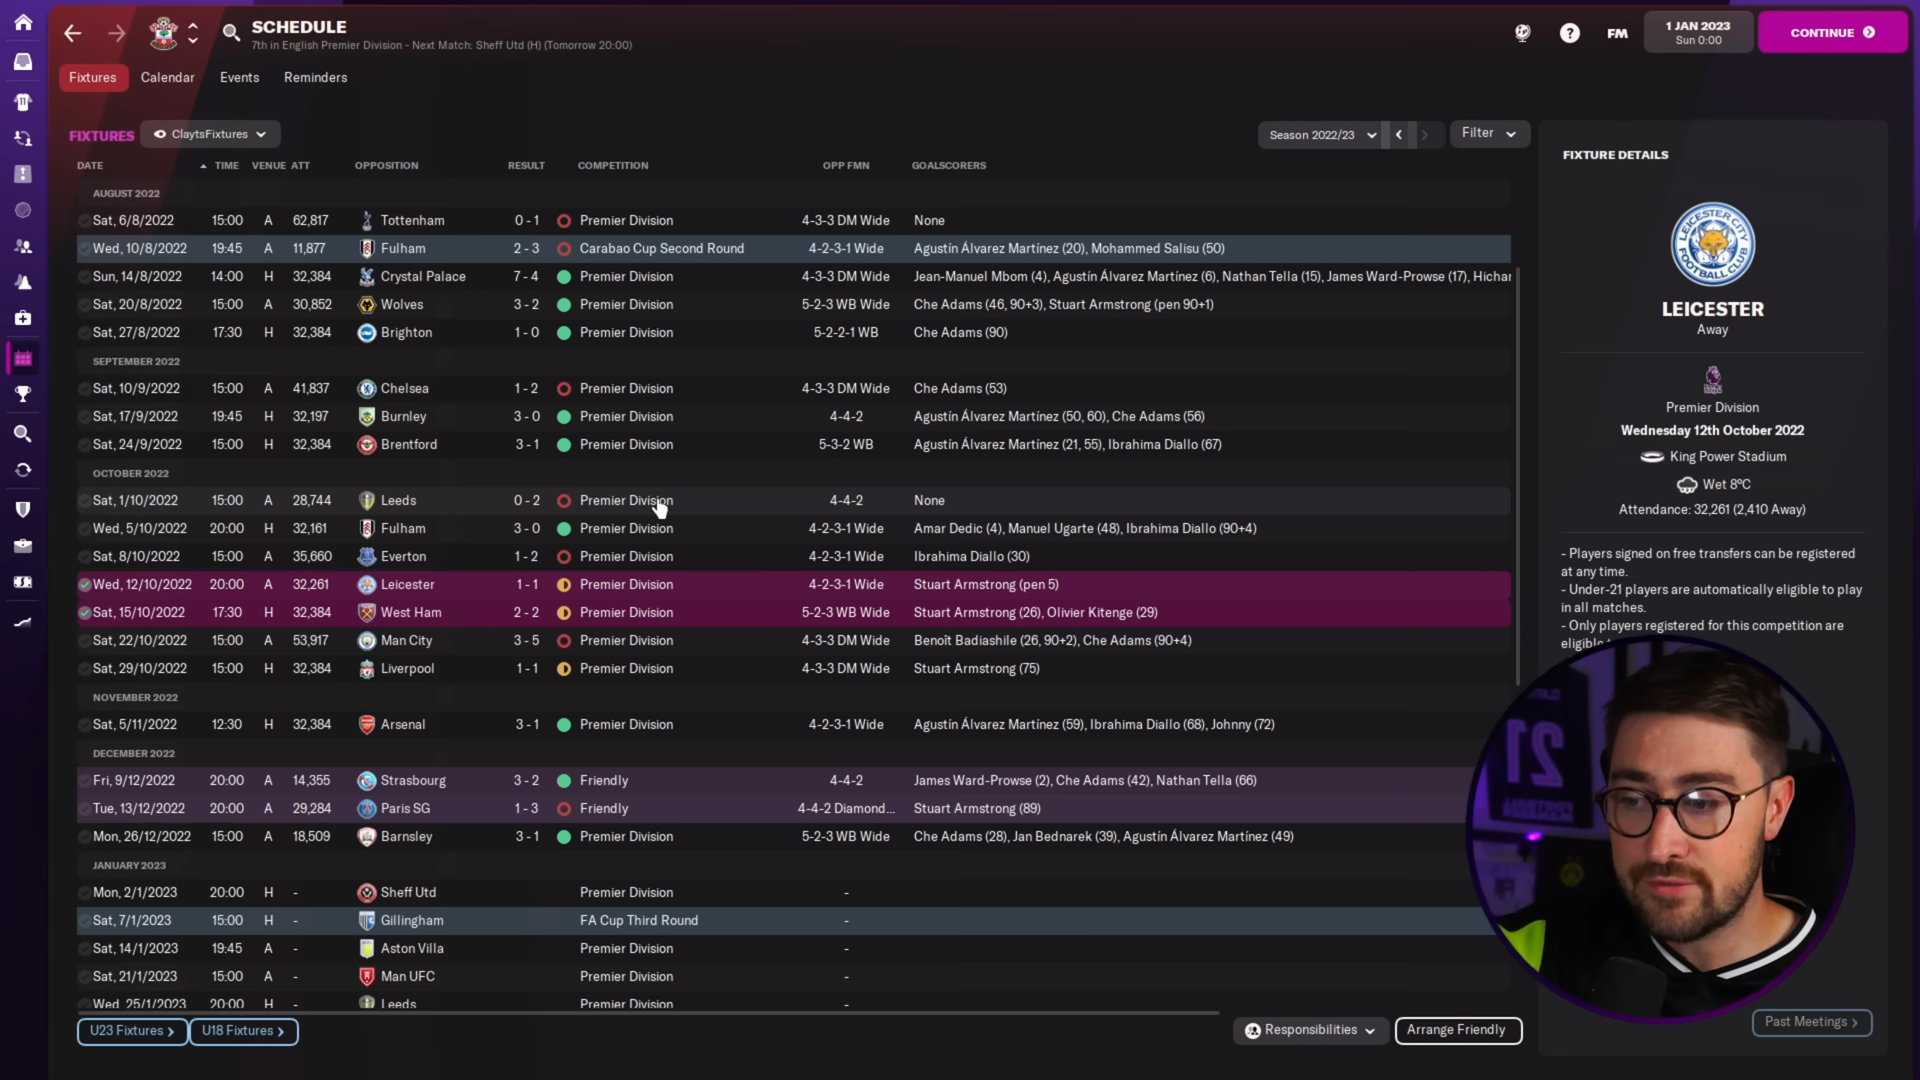 SCHEDULE
7th in English Premier Division - Next Match: Sheff Utd (H) (Tomorrow 20:00)
FM
1 JAN 2023
Sun 0:00
CONTINUE
Fixtures Calendar Events Reminders
FIXTURES ClaytsFixtures Season 2022/23 Filter
DATE TIME VENUE ATT OPPOSITION RESULT COMPETITION OPP FMN GOALSCORERS
AUGUST 2022
Sat, 6/8/2022 15:00 A 62,817 Tottenham 0 - 1 Premier Division 4-3-3 DM Wide None
Wed, 10/8/2022 19:45 A 11,877 Fulham 2 - 3 Carabao Cup Second Round 4-2-3-1 Wide Agustín Álvarez Martínez (20), Mohammed Salisu (50)
Sun, 14/8/2022 14:00 H 32,384 Crystal Palace 7 - 4 Premier Division 4-3-3 DM Wide Jean-Manuel Mbom (4), Agustín Álvarez Martínez (6), Nathan Tella (15), James Ward-Prowse (17), Hichar
Sat, 20/8/2022 15:00 A 30,852 Wolves 3 - 2 Premier Division 5-2-3 WB Wide Che Adams (46, 90+3), Stuart Armstrong (pen 90+1)
Sat, 27/8/2022 17:30 H 32,384 Brighton 1 - 0 Premier Division 5-2-2-1 WB Che Adams (90)
SEPTEMBER 2022
Sat, 10/9/2022 15:00 A 41,837 Chelsea 1 - 2 Premier Division 4-3-3 DM Wide Che Adams (53)
Sat, 17/9/2022 19:45 H 32,197 Burnley 3 - 0 Premier Division 4-4-2 Agustín Álvarez Martínez (50, 60), Che Adams (56)
Sat, 24/9/2022 15:00 H 32,384 Brentford 3 - 1 Premier Division 5-3-2 WB Agustín Álvarez Martínez (21, 55), Ibrahima Diallo (67)
OCTOBER 2022
Sat, 1/10/2022 15:00 A 28,744 Leeds 0 - 2 Premier Division 4-4-2 None
Wed, 5/10/2022 20:00 H 32,161 Fulham 3 - 0 Premier Division 4-2-3-1 Wide Amar Dedic (4), Manuel Ugarte (48), Ibrahima Diallo (90+4)
Sat, 8/10/2022 15:00 A 35,660 Everton 1 - 2 Premier Division 4-2-3-1 Wide Ibrahima Diallo (30)
Wed, 12/10/2022 20:00 A 32,261 Leicester 1 - 1 Premier Division 4-2-3-1 Wide Stuart Armstrong (pen 5)
Sat, 15/10/2022 17:30 H 32,384 West Ham 2 - 2 Premier Division 5-2-3 WB Wide Stuart Armstrong (26), Olivier Kitenge (29)
Sat, 22/10/2022 15:00 A 53,917 Man City 3 - 5 Premier Division 4-3-3 DM Wide Benoît Badiashile (26, 90+2), Che Adams (90+4)
Sat, 29/10/2022 15:00 H 32,384 Liverpool 1 - 1 Premier Division 4-3-3 DM Wide Stuart Armstrong (75)
NOVEMBER 2022
Sat, 5/11/2022 12:30 H 32,384 Arsenal 3 - 1 Premier Division 4-2-3-1 Wide Agustín Álvarez Martínez (59), Ibrahima Diallo (68), Johnny (72)
DECEMBER 2022
Fri, 9/12/2022 20:00 A 14,355 Strasbourg 3 - 2 Friendly 4-4-2 James Ward-Prowse (2), Che Adams (42), Nathan Tella (66)
Tue, 13/12/2022 20:00 A 29,284 Paris SG 1 - 3 Friendly 4-4-2 Diamond... Stuart Armstrong (89)
Mon, 26/12/2022 15:00 A 18,509 Barnsley 3 - 1 Premier Division 5-2-3 WB Wide Che Adams (28), Jan Bednarek (39), Agustín Álvarez Martínez (49)
JANUARY 2023
Mon, 2/1/2023 20:00 H - Sheff Utd Premier Division -
Sat, 7/1/2023 15:00 H - Gillingham FA Cup Third Round -
Sat, 14/1/2023 19:45 A - Aston Villa Premier Division -
Sat, 21/1/2023 15:00 A - Man UFC Premier Division -
Wed, 25/1/2023 20:00 H - Leeds Premier Division -
U23 Fixtures U18 Fixtures Responsibilities Arrange Friendly
FIXTURE DETAILS
LEICESTER CITY
FOOTBALL CLUB
LEICESTER
Away
Premier Division
Wednesday 12th October 2022
King Power Stadium
Wet 8ºC
Attendance: 32,261 (2,410 Away)
- Players signed on free transfers can be registered
at any time.
- Under-21 players are automatically eligible to play
in all matches.
- Only players registered for this competition are
21
Past Meetings